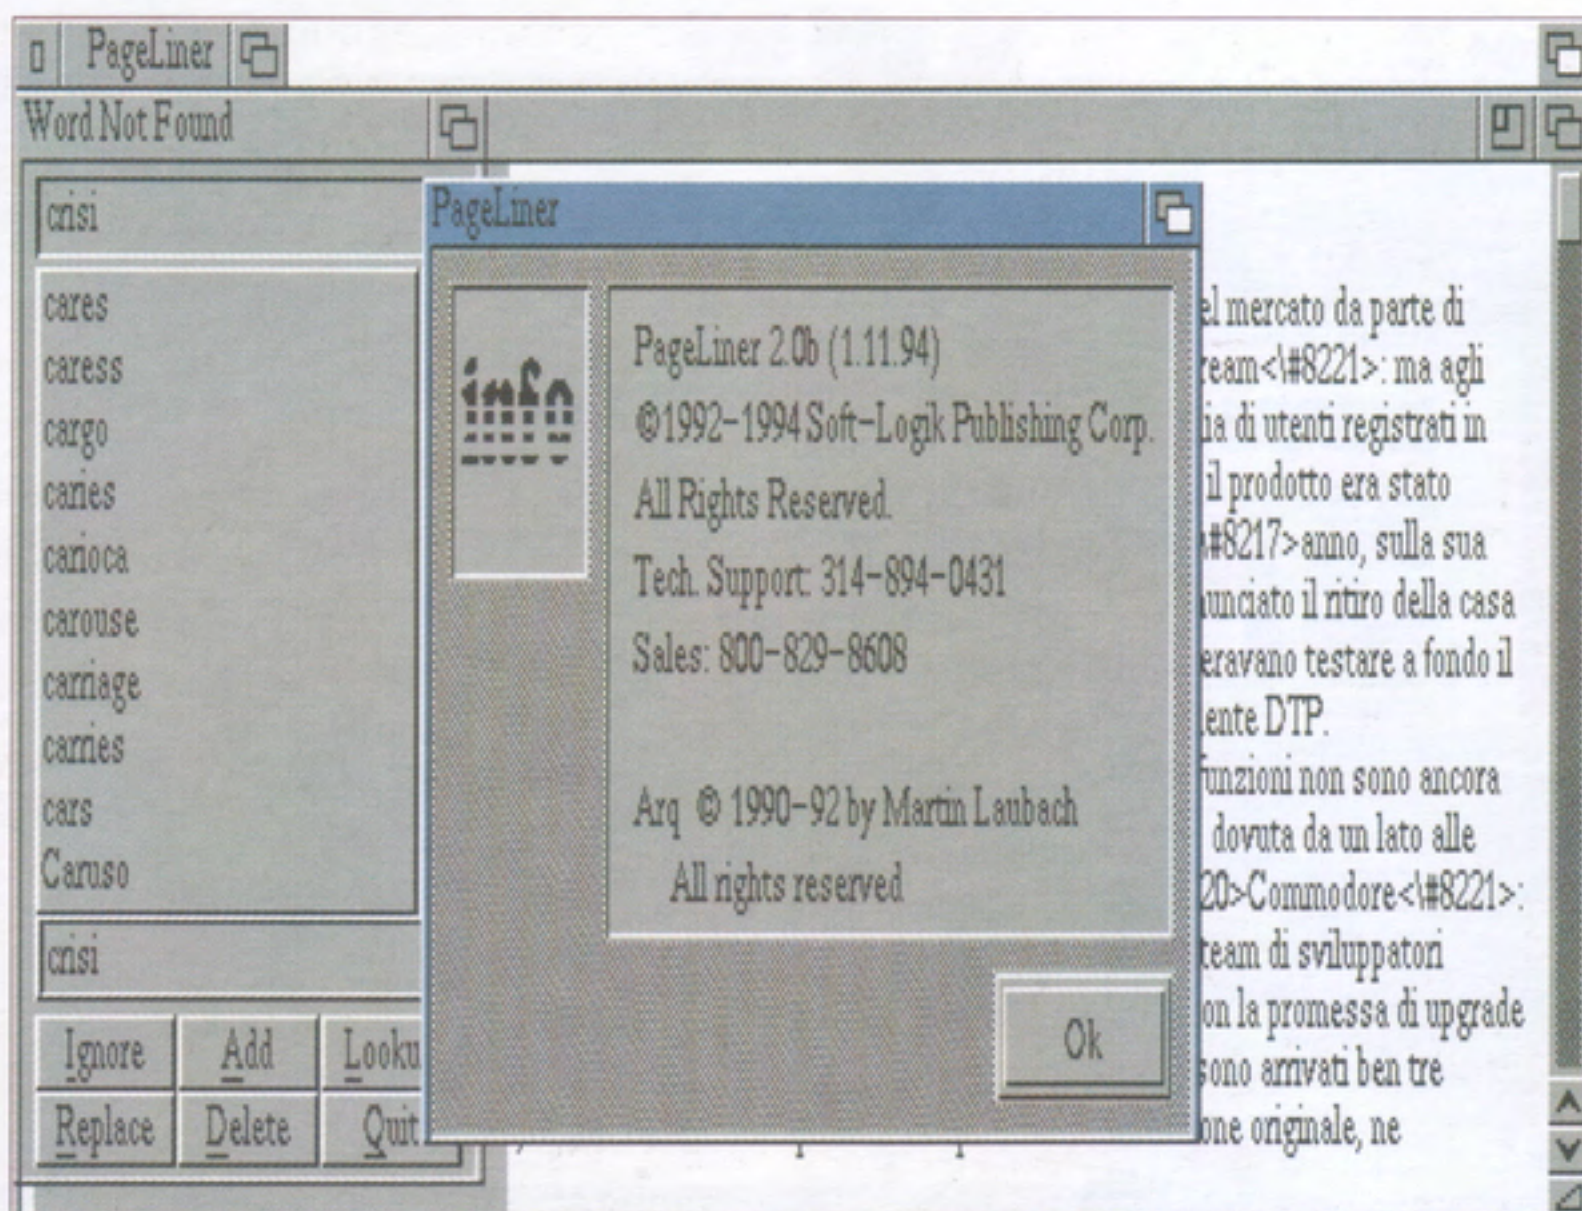 PageLiner
Word Not Found
crisi
cares
caress
cargo
caries
carioca
carouse
carriage
carries
cars
Caruso
crisi
Ignore Add Looku
Replace Delete Quit
PageLiner
info
PageLiner 2.0b (1.11.94)
©1992-1994 Soft-Logik Publishing Corp.
All Rights Reserved.
Tech. Support: 314-894-0431
Sales: 800-829-8608
Arq © 1990-92 by Martin Laubach
All rights reserved
Ok
el mercato da parte di
ream<\#8221>: ma agli
ia di utenti registrati in
il prodotto era stato
\#8217>anno, sulla sua
nunciato il ritiro della casa
eravano testare a fondo il
ente DTP.
funzioni non sono ancora
dovuta da un lato alle
20>Commodore<\#8221>:
team di sviluppatori
on la promessa di upgrade
sono arrivati ben tre
one originale, ne